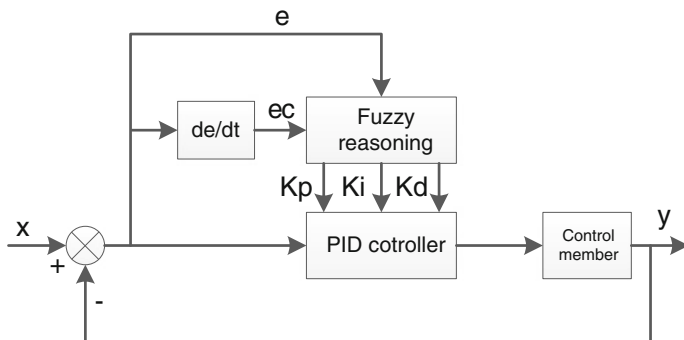 e
ec
de/dt
Fuzzy
reasoning
Kp Ki Kd
x
y
+
-
PID cotroller
Control
member